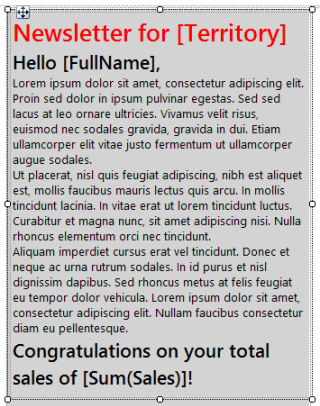 Newsletter for [Territory]
Hello [FullName],
Lorem ipsum dolor sit amet, consectetur adipiscing elit.
Proin sed dolor in ipsum pulvinar egestas. Sed sed
lacus at leo ornare ultricies. Vivamus velit risus,
euismod nec sodales gravida, gravida in dui. Etiam
ullamcorper elit vitae justo fermentum ut ullamcorper
augue sodales.
Ut placerat, nisl quis feugiat adipiscing, nibh est aliquet
est, mollis faucibus mauris lectus quis arcu. In mollis
tincidunt lacinia. In vitae erat ut lorem tincidunt luctus.
Curabitur et magna nunc, sit amet adipiscing nisi. Nulla
rhoncus elementum orci nec tincidunt.
Aliquam imperdiet cursus erat vel tincidunt. Donec et
neque ac urna rutrum sodales. In id purus et nisl
dignissim dapibus. Sed rhoncus metus at felis feugiat
eu tempor dolor vehicula. Lorem ipsum dolor sit amet,
consectetur adipiscing elit. Nullam faucibus consectetur
diam eu pellentesque.
Congratulations on your total
sales of [Sum(Sales)]!